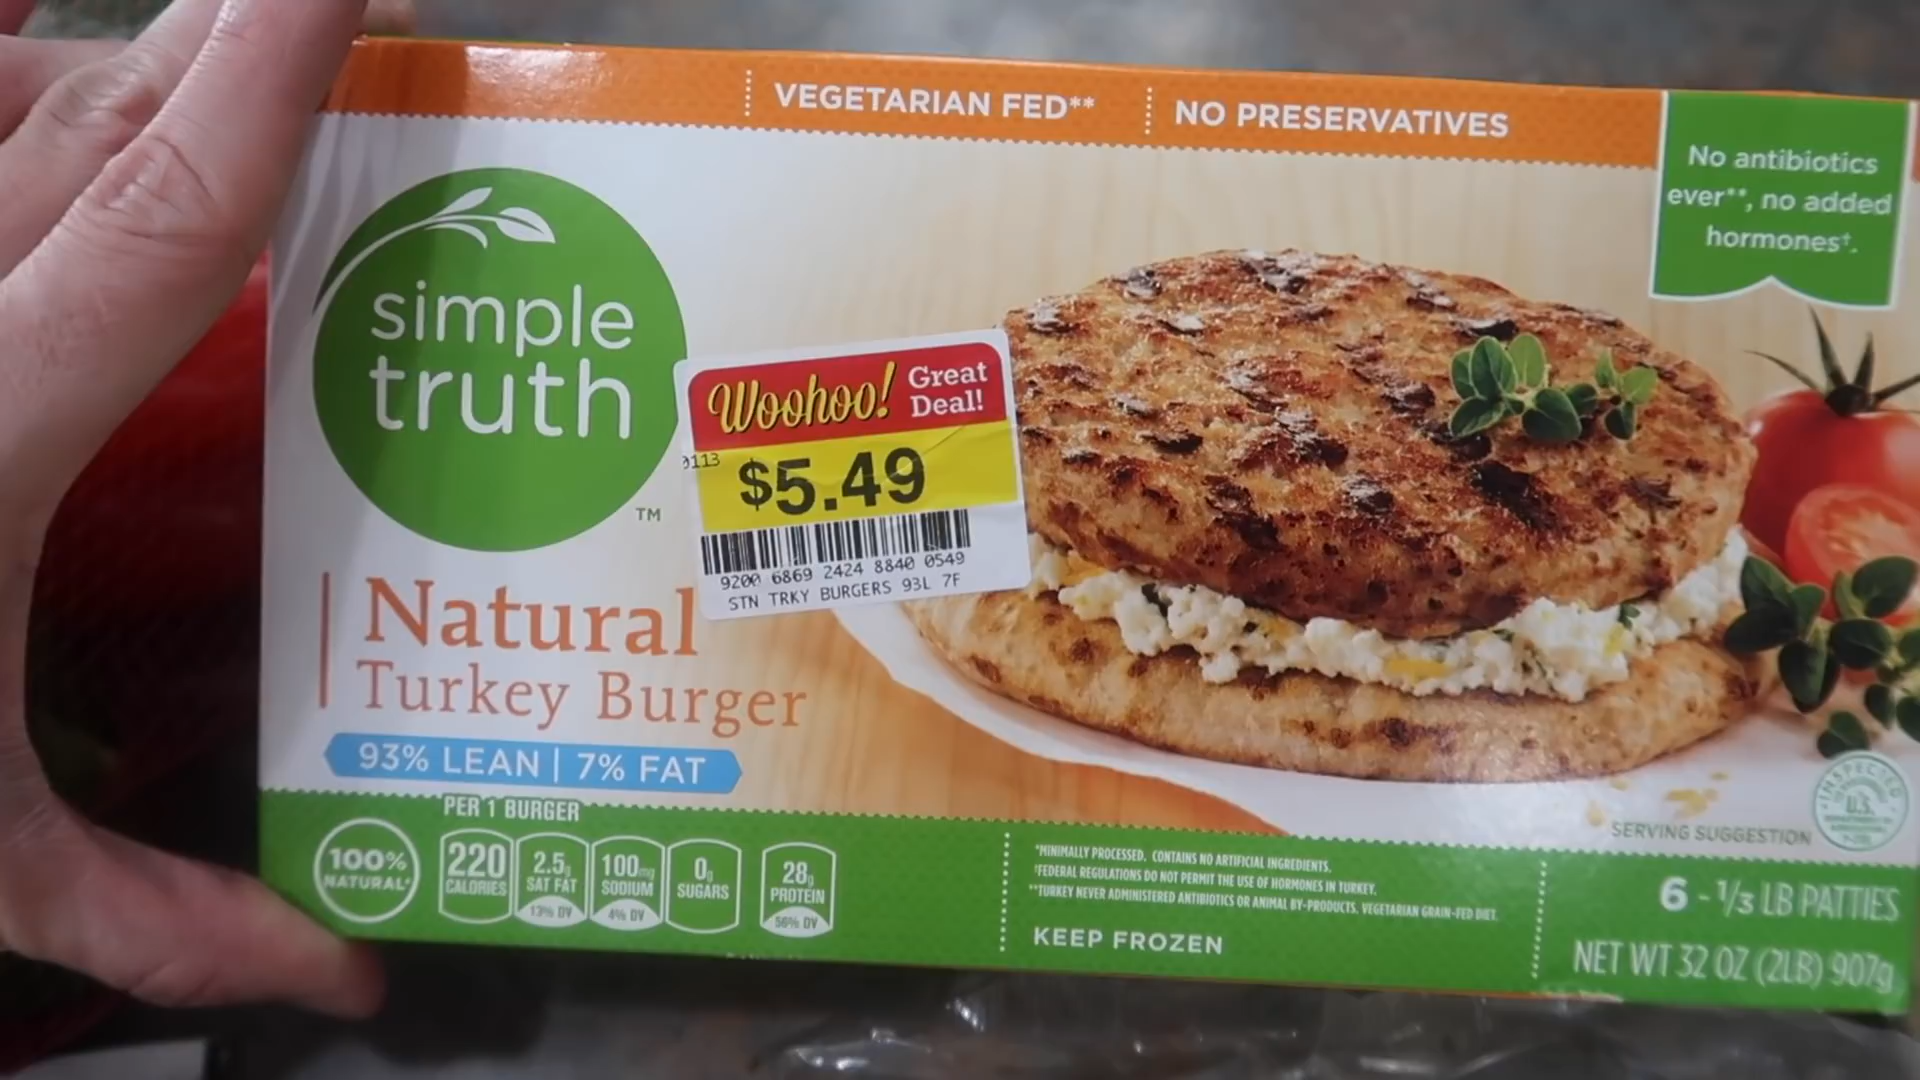 VEGETARIAN FED**
NO PRESERVATIVES
No antibiotics
ever**, no added
hormones†.
simple
truth
TM
Woohoo! Great
Deal!
0113
$5.49
9200 6869 2424 8840 0549
STN TRKY BURGERS 93L 7F
Natural
Turkey Burger
93% LEAN | 7% FAT
PER 1 BURGER
100%
NATURAL*
220
CALORIES
2.5g
SAT FAT
13% DV
100mg
SODIUM
4% DV
0g
SUGARS
28g
PROTEIN
56% DV
*MINIMALLY PROCESSED. CONTAINS NO ARTIFICIAL INGREDIENTS.
†FEDERAL REGULATIONS DO NOT PERMIT THE USE OF HORMONES IN TURKEY.
**TURKEY NEVER ADMINISTERED ANTIBIOTICS OR ANIMAL BY-PRODUCTS. VEGETARIAN GRAIN-FED DIET.
KEEP FROZEN
INSPECTED
U.S.
SERVING SUGGESTION
6 - 1/3 LB PATTIES
NET WT 32 OZ (2LB) 907g